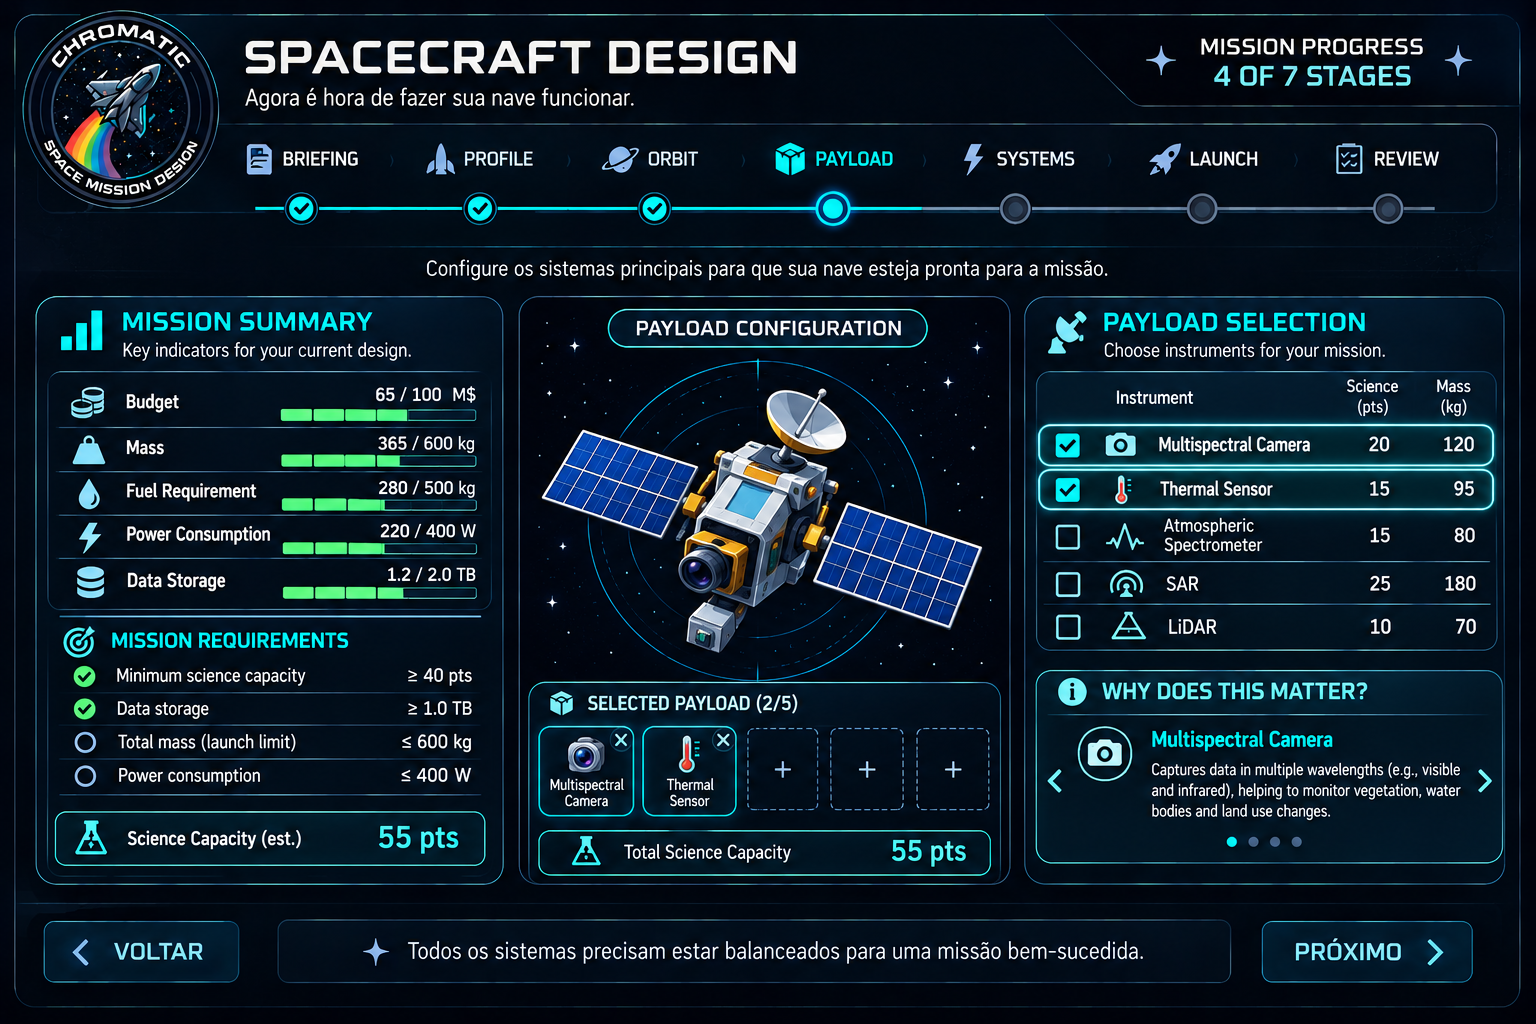 CHROMATIC
SPACE MISSION DESIGN
SPACECRAFT DESIGN
Agora é hora de fazer sua nave funcionar.
MISSION PROGRESS
4 OF 7 STAGES
BRIEFING
PROFILE
ORBIT
PAYLOAD
SYSTEMS
LAUNCH
REVIEW
Configure os sistemas principais para que sua nave esteja pronta para a missão.
MISSION SUMMARY
Key indicators for your current design.
Budget 65 / 100 M$
Mass 365 / 600 kg
Fuel Requirement 280 / 500 kg
Power Consumption 220 / 400 W
Data Storage 1.2 / 2.0 TB
MISSION REQUIREMENTS
Minimum science capacity ≥ 40 pts
Data storage ≥ 1.0 TB
Total mass (launch limit) ≤ 600 kg
Power consumption ≤ 400 W
Science Capacity (est.) 55 pts
PAYLOAD CONFIGURATION
SELECTED PAYLOAD (2/5)
Multispectral
Camera
Thermal
Sensor
+
+
+
Total Science Capacity 55 pts
PAYLOAD SELECTION
Choose instruments for your mission.
Instrument Science (pts) Mass (kg)
Multispectral Camera 20 120
Thermal Sensor 15 95
Atmospheric
Spectrometer 15 80
SAR 25 180
LiDAR 10 70
WHY DOES THIS MATTER?
Multispectral Camera
Captures data in multiple wavelengths (e.g., visible
and infrared), helping to monitor vegetation, water
bodies and land use changes.
VOLTAR
Todos os sistemas precisam estar balanceados para uma missão bem-sucedida.
PRÓXIMO